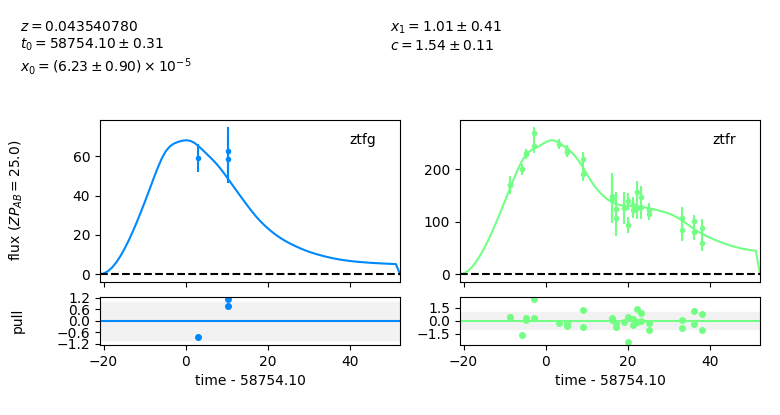 z = 0.043540780
t₀ = 58754.10 ± 0.31
x₀ = (6.23 ± 0.90) × 10⁻⁵
x₁ = 1.01 ± 0.41
c = 1.54 ± 0.11
flux (ZP_AB = 25.0)
ztfg
60
40
20
0
ztfr
200
100
0
pull
1.2
0.6
0.0
−0.6
−1.2
−20 0 20 40
time - 58754.10
1.5
0.0
−1.5
−20 0 20 40
time - 58754.10